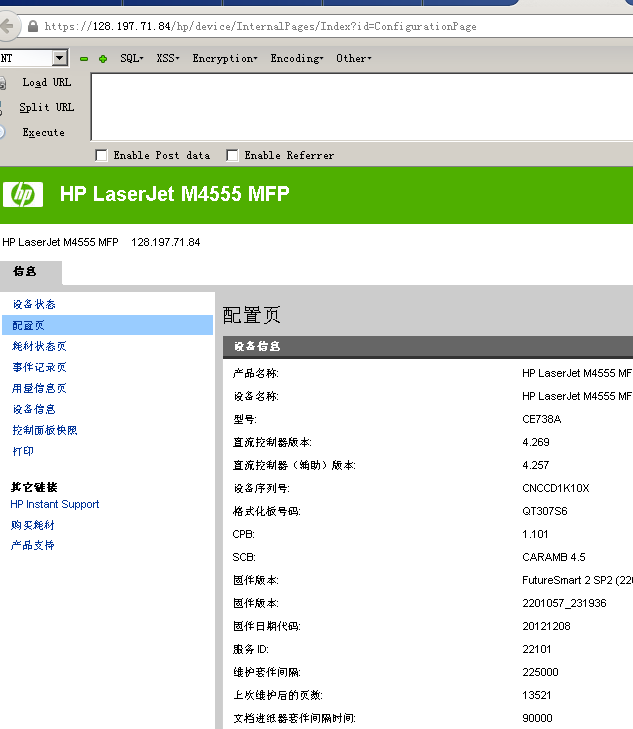 https://128.197.71.84/hp/device/InternalPages/Index?id=ConfigurationPage
NT SQL XSS Encryption Encoding Other
Load URL
Split URL
Execute
Enable Post data Enable Referrer
hp HP LaserJet M4555 MFP
HP LaserJet M4555 MFP 128.197.71.84
信息
设备状态
配置页
耗材状态页
事件记录页
用量信息页
设备信息
控制面板快照
打印
其它链接
HP Instant Support
购买耗材
产品支持
配置页
设备信息
产品名称: HP LaserJet M4555 MF
设备名称: HP LaserJet M4555 MF
型号: CE738A
直流控制器版本: 4.269
直流控制器（辅助）版本: 4.257
设备序列号: CNCCD1K10X
格式化板号码: QT307S6
CPB: 1.101
SCB: CARAMB 4.5
固件版本: FutureSmart 2 SP2 (220
固件版本: 2201057_231936
固件日期代码: 20121208
服务 ID: 22101
维护套件间隔: 225000
上次维护后的页数: 13521
文档进纸器套件间隔时间: 90000